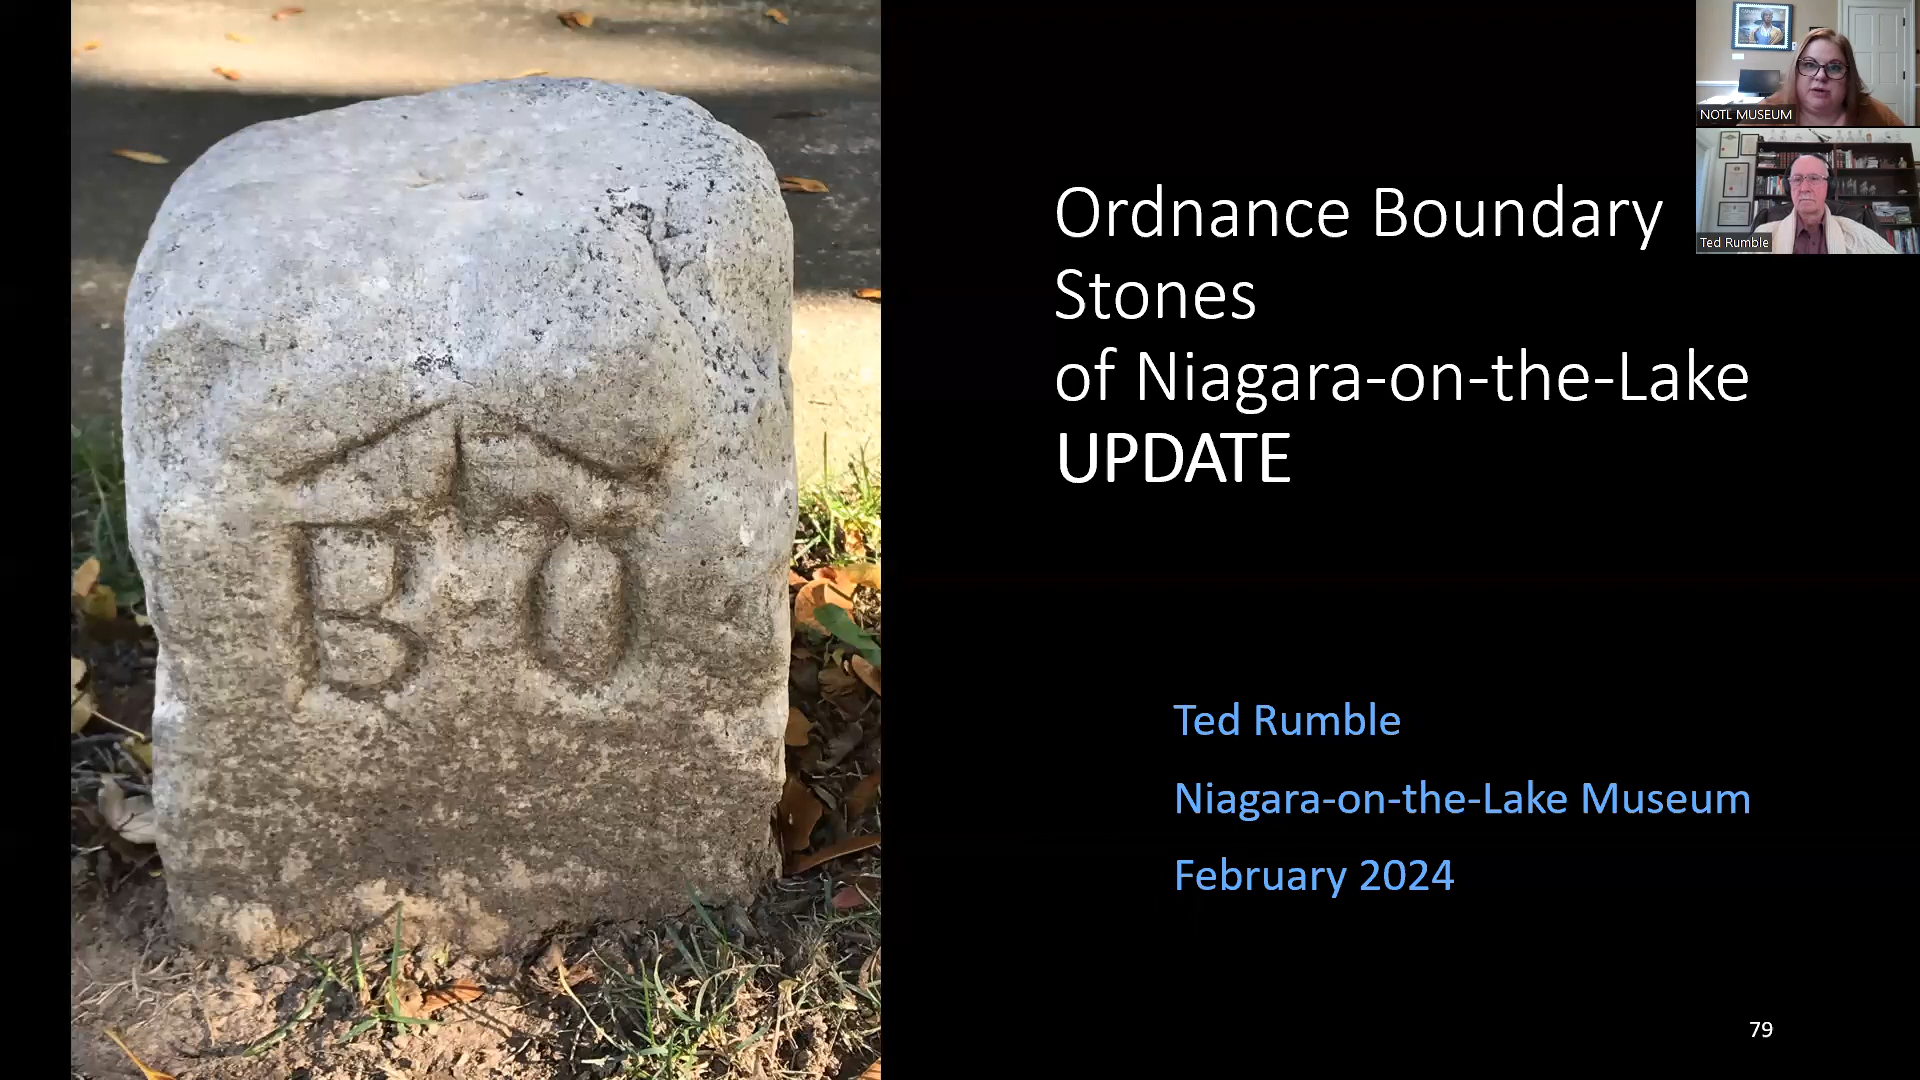 B O
Ordnance Boundary
Stones
of Niagara-on-the-Lake
UPDATE
Ted Rumble
Niagara-on-the-Lake Museum
February 2024
79
NOTL MUSEUM
Ted Rumble